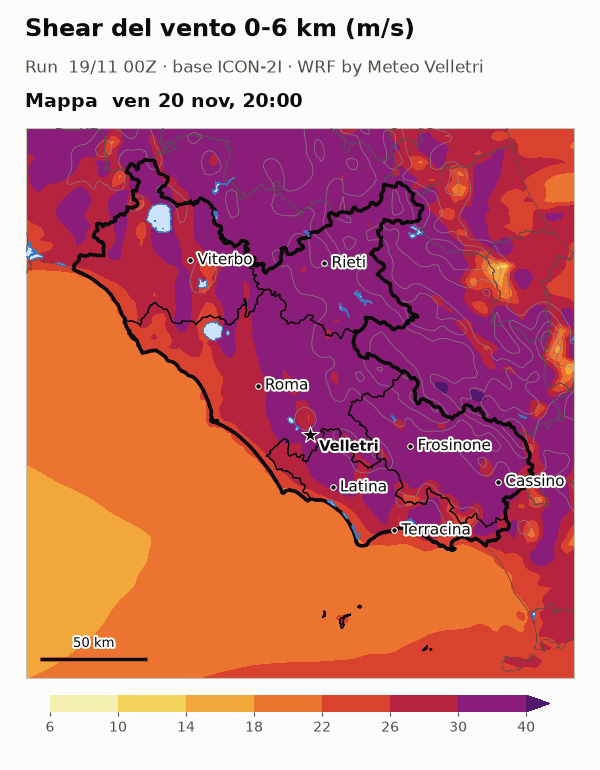 Shear del vento 0-6 km (m/s)
Run  19/11 00Z · base ICON-2I · WRF by Meteo Velletri
Mappa  ven 20 nov, 20:00
Viterbo
Rieti
Roma
Velletri
Frosinone
Latina
Cassino
Terracina
50 km
6 10 14 18 22 26 30 40